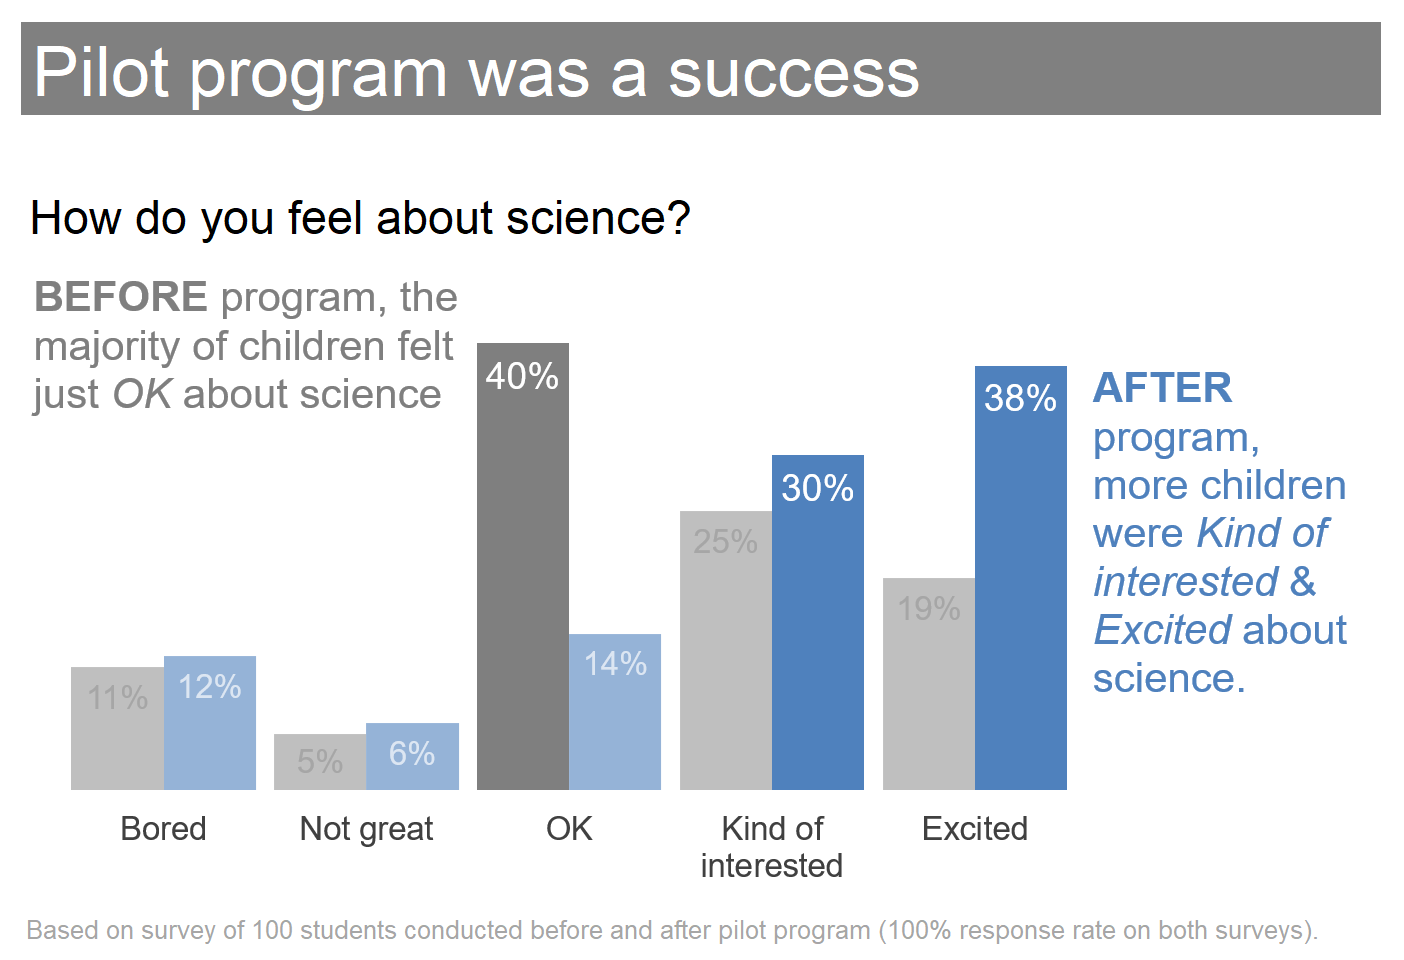 Pilot program was a success
How do you feel about science?
BEFORE program, the
majority of children felt
just OK about science
40%
38%
AFTER
program,
more children
were Kind of
interested &
Excited about
science.
30%
25%
19%
14%
11%
12%
5%
6%
Bored
Not great
OK
Kind of
interested
Excited
Based on survey of 100 students conducted before and after pilot program (100% response rate on both surveys).